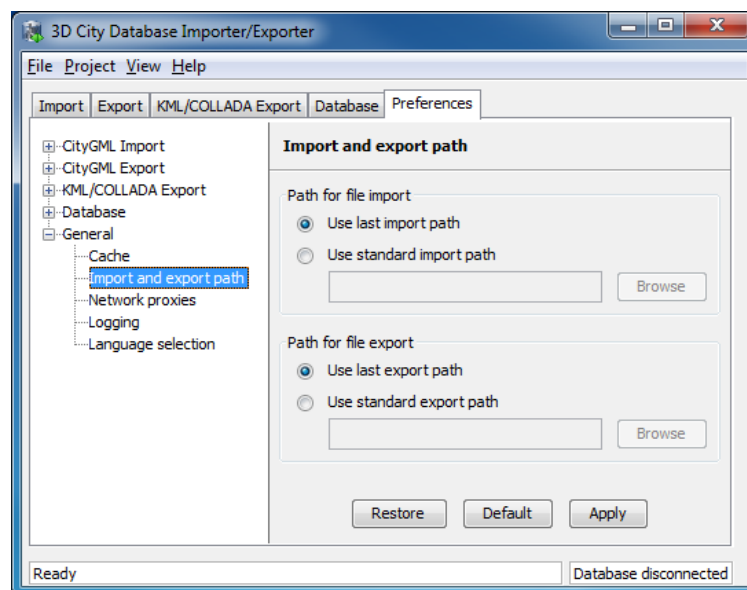 3D City Database Importer/Exporter
File Project View Help
Import Export KML/COLLADA Export Database Preferences
CityGML Import
CityGML Export
KML/COLLADA Export
Database
General
Cache
Import and export path
Network proxies
Logging
Language selection
Import and export path
Path for file import
Use last import path
Use standard import path
Browse
Path for file export
Use last export path
Use standard export path
Browse
Restore Default Apply
Ready Database disconnected